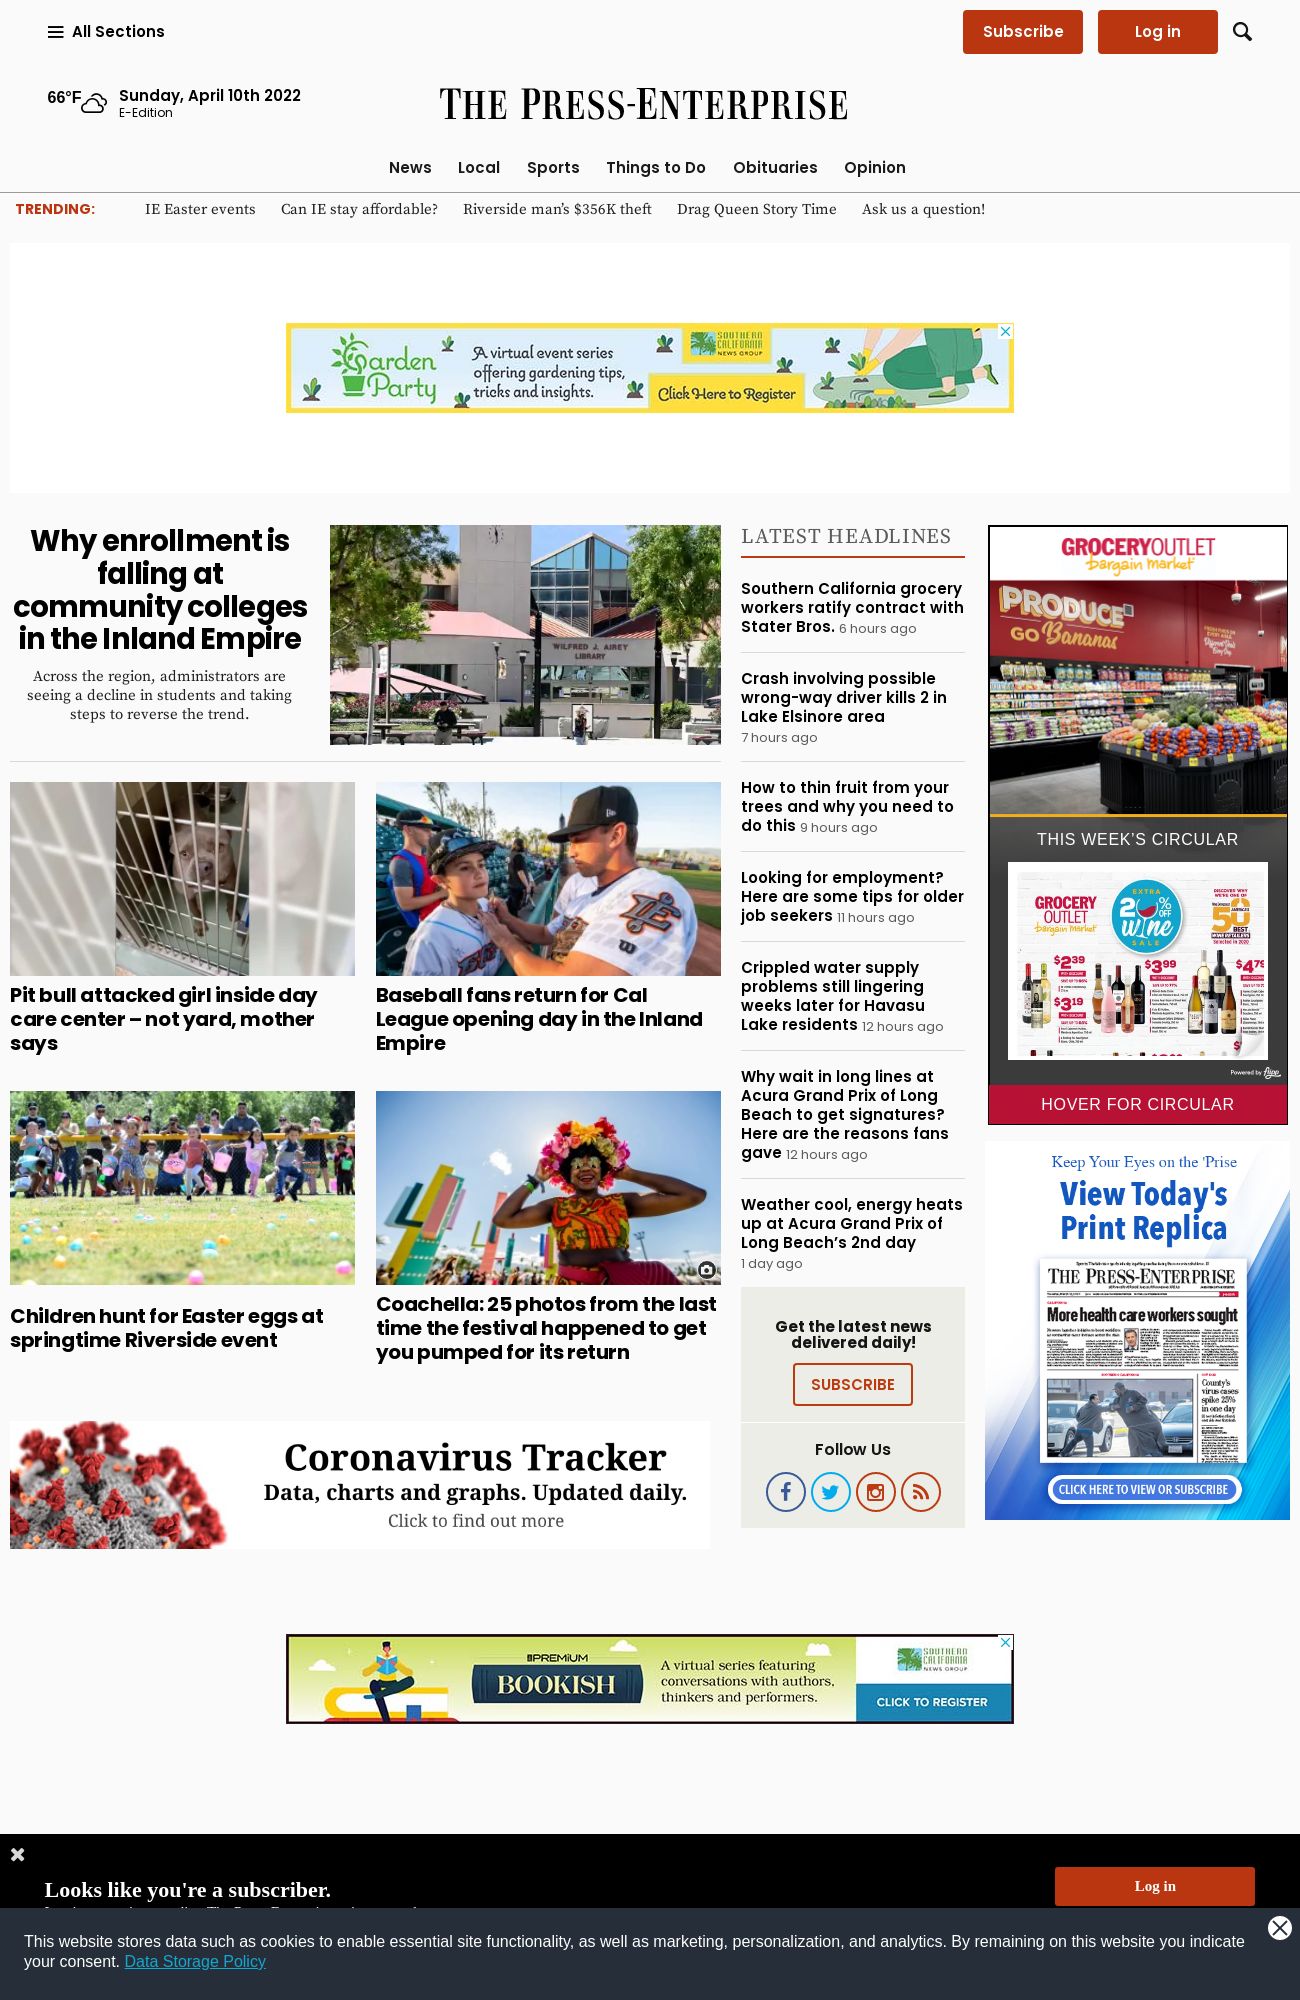 All Sections
Subscribe
Log in
66°F
Sunday, April 10th 2022
E-Edition
THE PRESS-ENTERPRISE
News Local Sports Things to Do Obituaries Opinion
TRENDING: IE Easter events Can IE stay affordable? Riverside man’s $356K theft Drag Queen Story Time Ask us a question!
Garden Party
A virtual event series
offering gardening tips,
tricks and insights.
SOUTHERN
CALIFORNIA
NEWS GROUP
Click Here to Register
Why enrollment is
falling at
community colleges
in the Inland Empire
Across the region, administrators are
seeing a decline in students and taking
steps to reverse the trend.
WILFRED J. AIREY
LIBRARY
Pit bull attacked girl inside day
care center – not yard, mother
says
Baseball fans return for Cal
League opening day in the Inland
Empire
Children hunt for Easter eggs at
springtime Riverside event
Coachella: 25 photos from the last
time the festival happened to get
you pumped for its return
Coronavirus Tracker
Data, charts and graphs. Updated daily.
Click to find out more
LATEST HEADLINES
Southern California grocery
workers ratify contract with
Stater Bros. 6 hours ago
Crash involving possible
wrong-way driver kills 2 in
Lake Elsinore area
7 hours ago
How to thin fruit from your
trees and why you need to
do this 9 hours ago
Looking for employment?
Here are some tips for older
job seekers 11 hours ago
Crippled water supply
problems still lingering
weeks later for Havasu
Lake residents 12 hours ago
Why wait in long lines at
Acura Grand Prix of Long
Beach to get signatures?
Here are the reasons fans
gave 12 hours ago
Weather cool, energy heats
up at Acura Grand Prix of
Long Beach’s 2nd day
1 day ago
Get the latest news
delivered daily!
SUBSCRIBE
Follow Us
GROCERY OUTLET
bargain Market
PRODUCE
GO Bananas
THIS WEEK’S CIRCULAR
GROCERY
OUTLET
bargain Market
EXTRA
20% OFF
WINE
SALE
DISCOVER WHY
WE'RE ONE OF
AMERICA'S
50 BEST
WINE RETAILERS
Selected in 2020
$2.39
$3.99
$4.79
$3.19
Powered by flipp
HOVER FOR CIRCULAR
Keep Your Eyes on the 'Prise
View Today's
Print Replica
THE PRESS-ENTERPRISE
More health care workers sought
County's
virus cases
spike 25%
in one day
CLICK HERE TO VIEW OR SUBSCRIBE
PREMIUM
BOOKISH
A virtual series featuring
conversations with authors,
thinkers and performers.
SOUTHERN
CALIFORNIA
NEWS GROUP
CLICK TO REGISTER
Looks like you're a subscriber.
Log in
This website stores data such as cookies to enable essential site functionality, as well as marketing, personalization, and analytics. By remaining on this website you indicate
your consent. Data Storage Policy